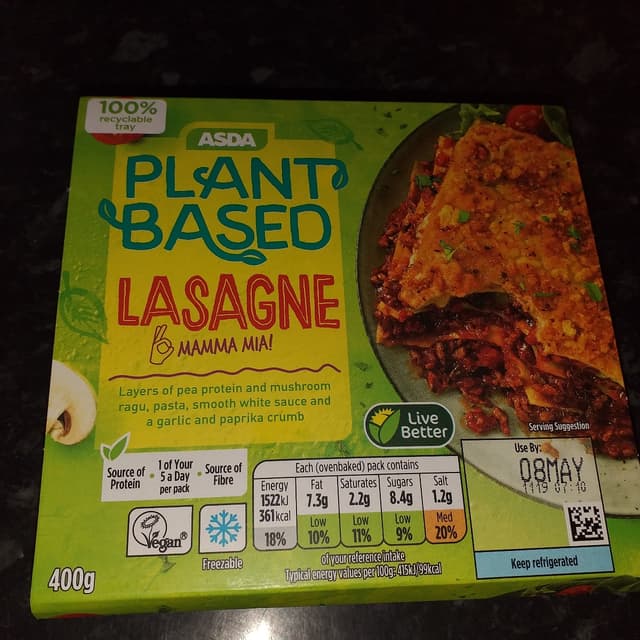 100%
recyclable
tray
ASDA
PLANT
BASED
LASAGNE
MAMMA MIA!
Layers of pea protein and mushroom
ragu, pasta, smooth white sauce and
a garlic and paprika crumb
Live
Better
Serving Suggestion
Source of
Protein
1 of Your
5 a Day
per pack
Source of
Fibre
Vegan®
Freezable
Each (ovenbaked) pack contains
Energy Fat Saturates Sugars Salt
1522kJ 7.3g 2.2g 8.4g 1.2g
361kcal Low Low Low Med
18% 10% 11% 9% 20%
of your reference intake
Typical energy values per 100g: 415kJ/99kcal
Use By:
08MAY
1119 07:10
Keep refrigerated
400g